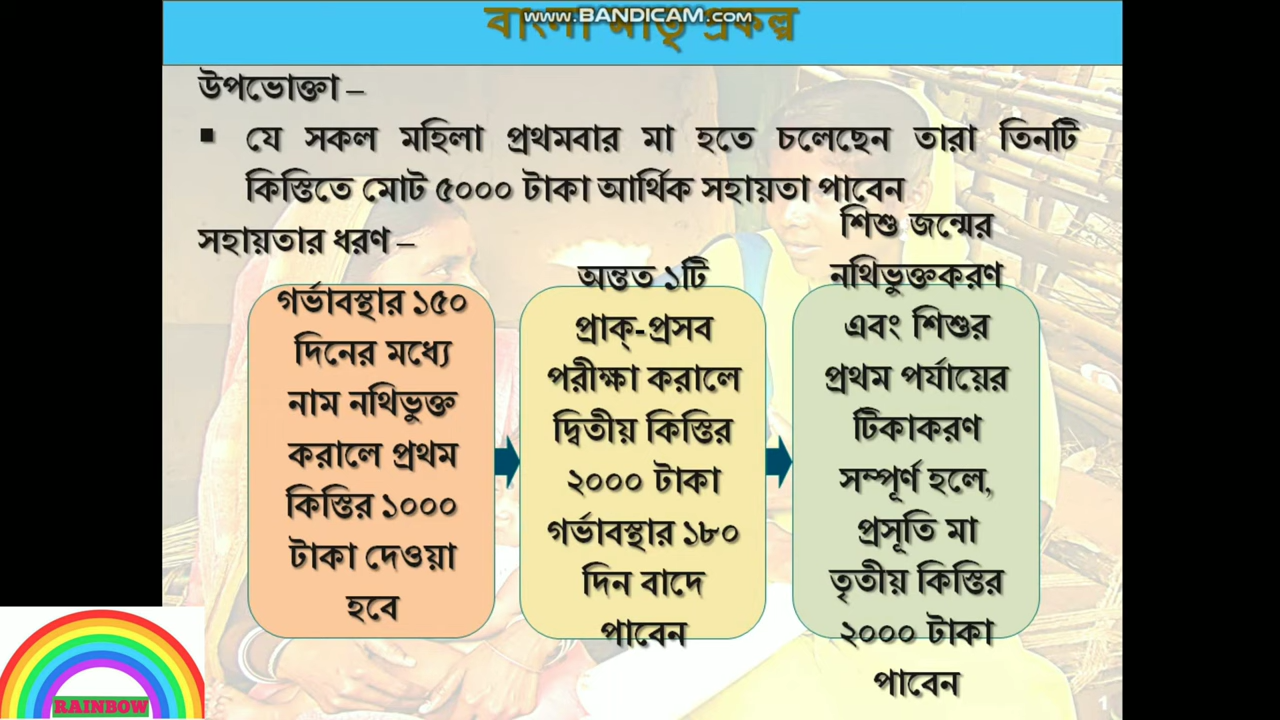 www.BANDICAM.com
বাংলা মাতৃ প্রকল্প
উপভোক্তা –
▪ যে সকল মহিলা প্রথমবার মা হতে চলেছেন তারা তিনটি
কিস্তিতে মোট ৫০০০ টাকা আর্থিক সহায়তা পাবেন
সহায়তার ধরণ –
গর্ভাবস্থার ১৫০
দিনের মধ্যে
নাম নথিভুক্ত
করালে প্রথম
কিস্তির ১০০০
টাকা দেওয়া
হবে
অন্তত ১টি
প্রাক্-প্রসব
পরীক্ষা করালে
দ্বিতীয় কিস্তির
২০০০ টাকা
গর্ভাবস্থার ১৮০
দিন বাদে
পাবেন
শিশু জন্মের
নথিভুক্তকরণ
এবং শিশুর
প্রথম পর্যায়ের
টিকাকরণ
সম্পূর্ণ হলে,
প্রসূতি মা
তৃতীয় কিস্তির
২০০০ টাকা
পাবেন
RAINBOW